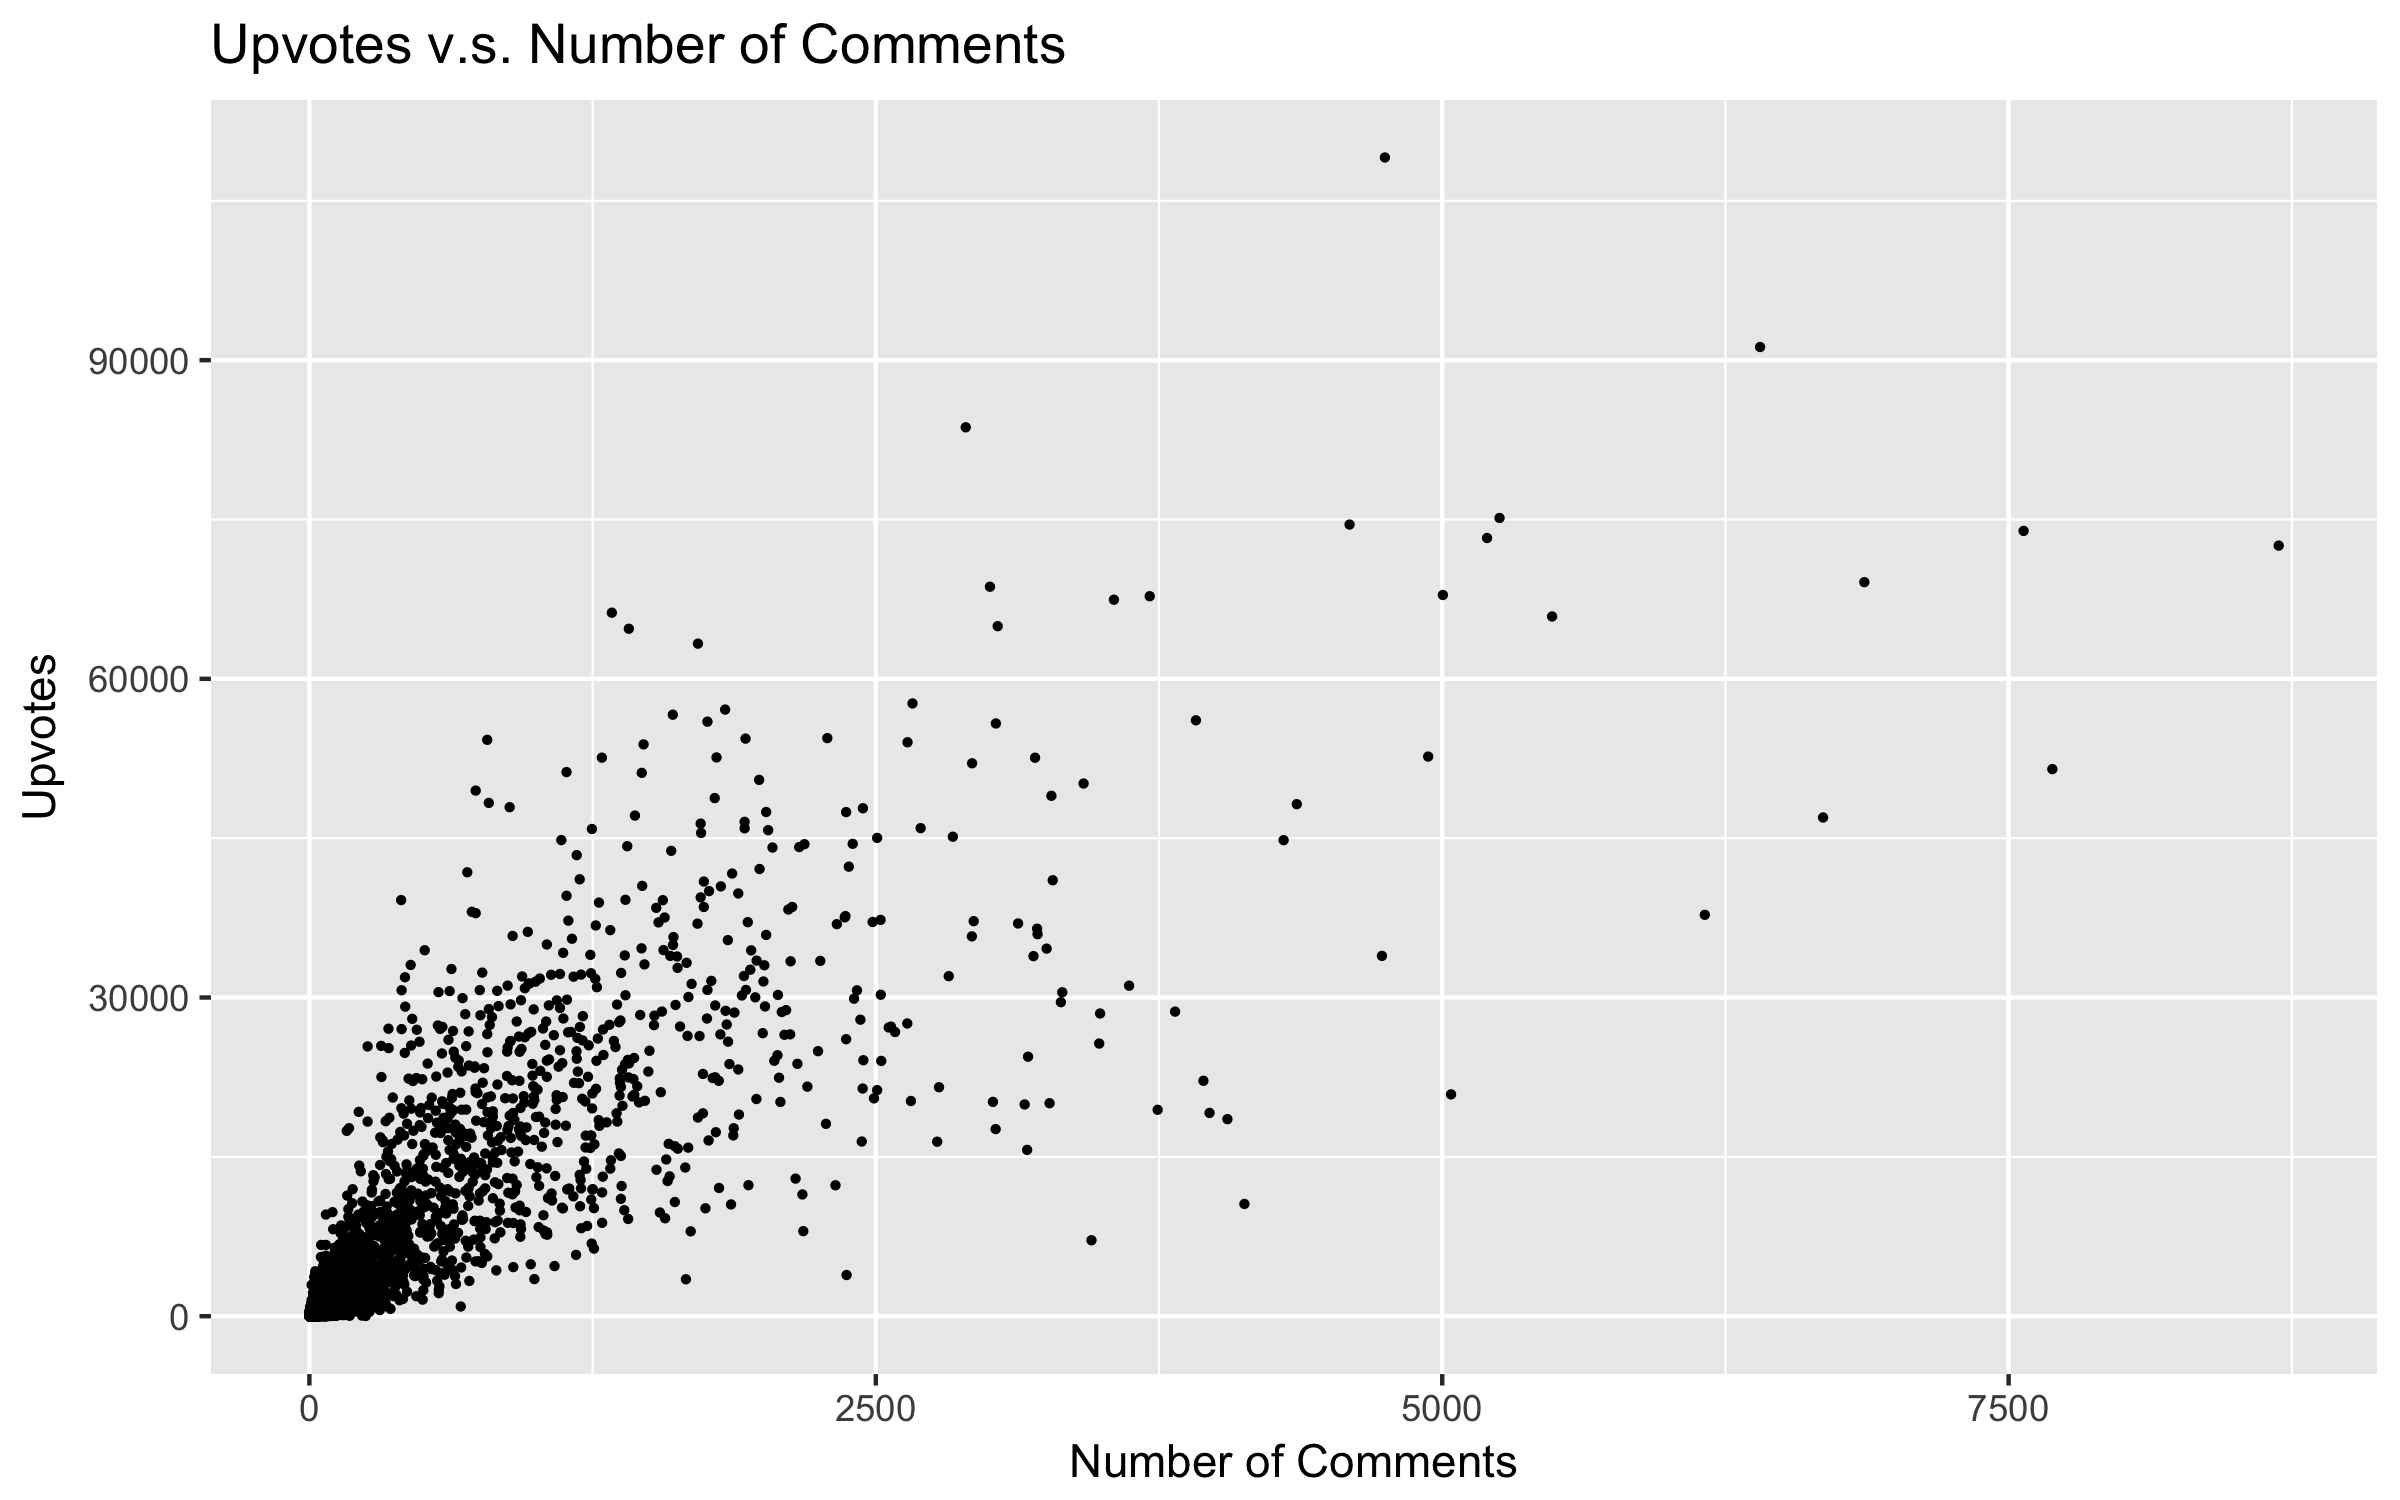 Upvotes v.s. Number of Comments
90000
60000
30000
0
Upvotes
0 2500 5000 7500
Number of Comments